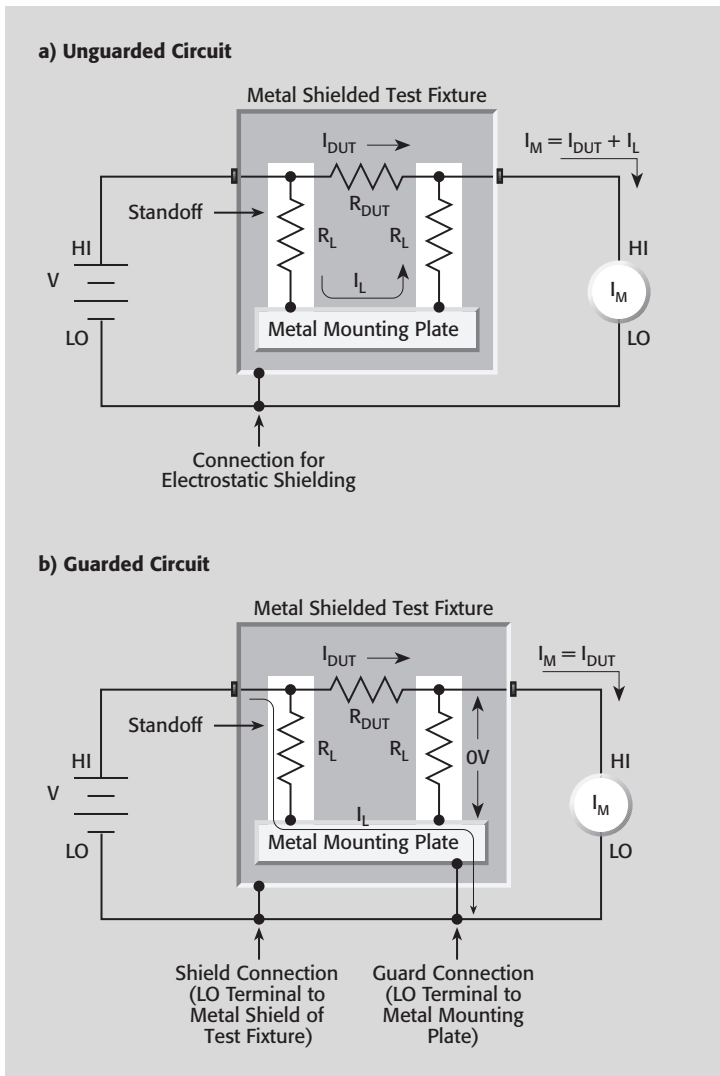 a) Unguarded Circuit
Metal Shielded Test Fixture
I_DUT
I_M = I_DUT + I_L
Standoff
R_DUT
R_L
R_L
HI
V
LO
I_L
HI
I_M
LO
Metal Mounting Plate
Connection for
Electrostatic Shielding
b) Guarded Circuit
Metal Shielded Test Fixture
I_DUT
I_M = I_DUT
Standoff
R_DUT
R_L
R_L
0V
HI
V
LO
I_L
HI
I_M
LO
Metal Mounting Plate
Shield Connection
(LO Terminal to
Metal Shield of
Test Fixture)
Guard Connection
(LO Terminal to
Metal Mounting
Plate)